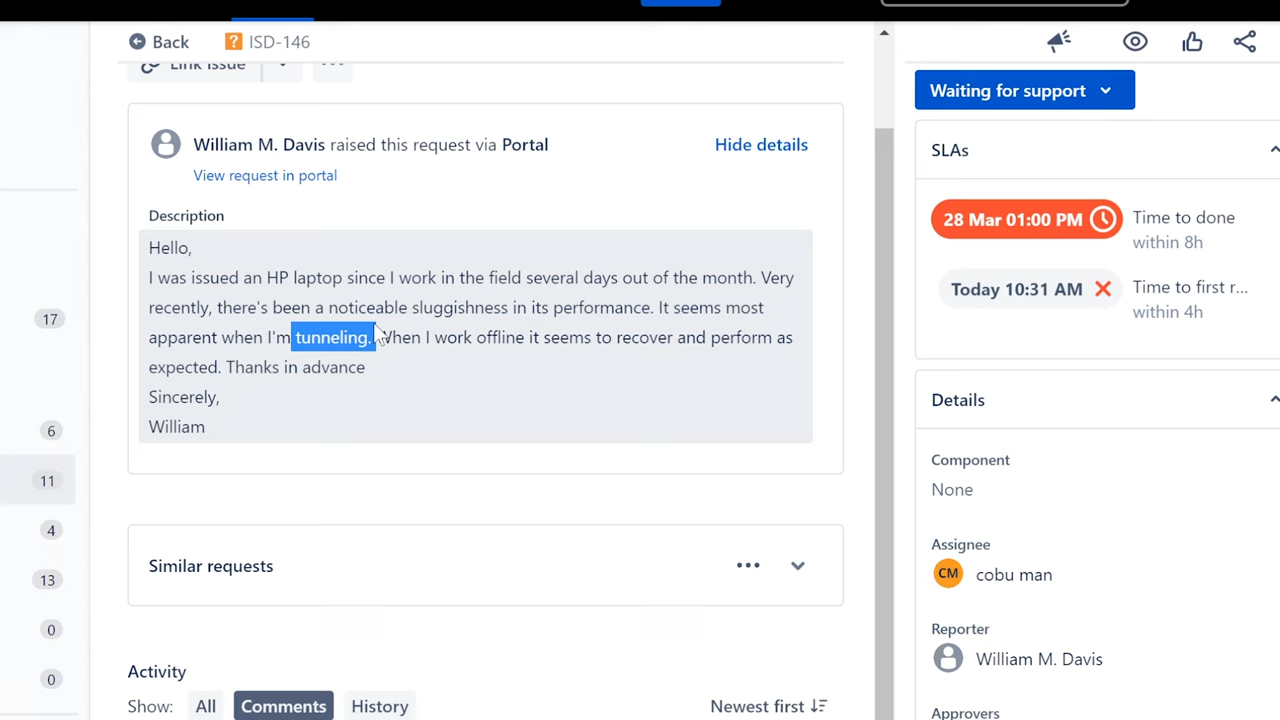 Back
ISD-146
Link issue
William M. Davis raised this request via Portal
Hide details
View request in portal
Description
Hello,
I was issued an HP laptop since I work in the field several days out of the month. Very
recently, there's been a noticeable sluggishness in its performance. It seems most
apparent when I'm tunneling. When I work offline it seems to recover and perform as
expected. Thanks in advance
Sincerely,
William
Similar requests
Activity
Show: All Comments History
Newest first
17
6
11
4
13
0
0
Waiting for support
SLAs
28 Mar 01:00 PM
Time to done
within 8h
Today 10:31 AM
Time to first r...
within 4h
Details
Component
None
Assignee
CM
cobu man
Reporter
William M. Davis
Approvers